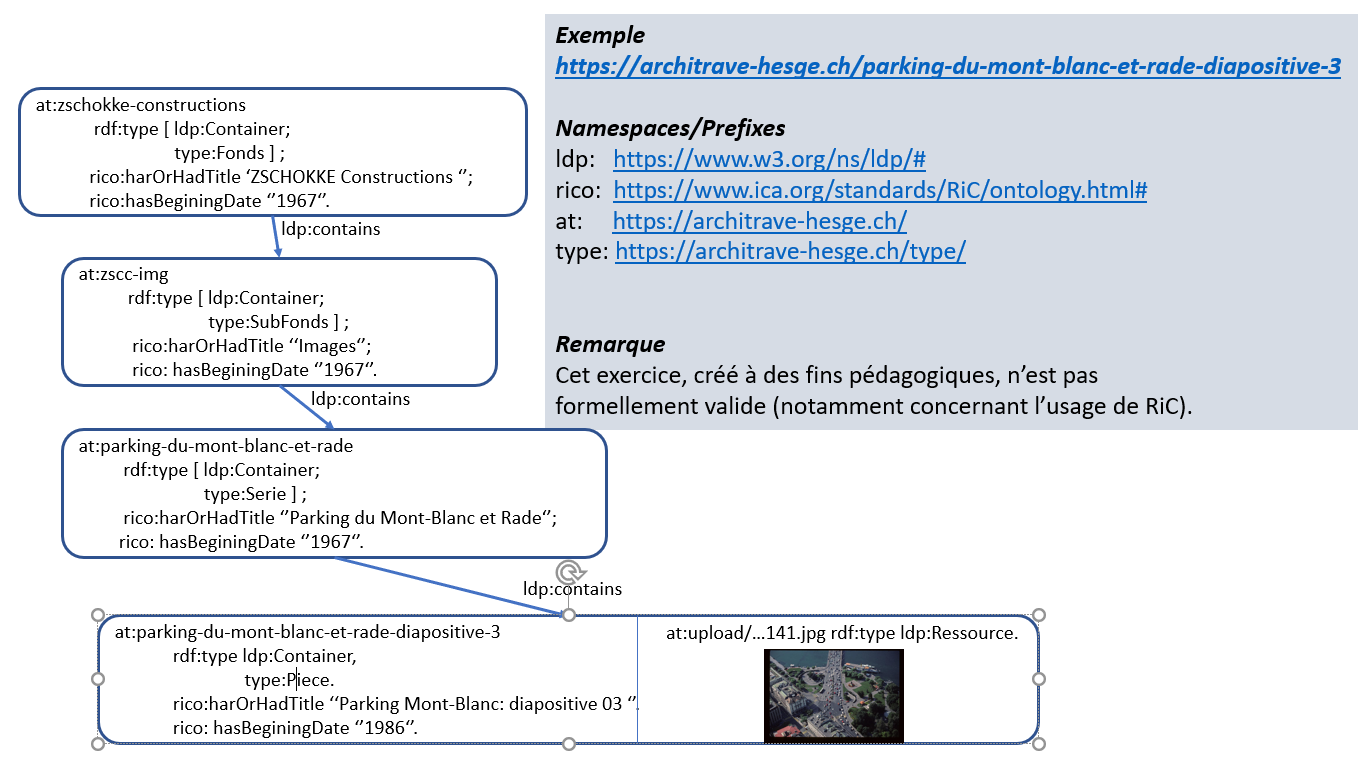 Exemple
https://architrave-hesge.ch/parking-du-mont-blanc-et-rade-diapositive-3
Namespaces/Prefixes
ldp: https://www.w3.org/ns/ldp/#
rico: https://www.ica.org/standards/RiC/ontology.html#
at: https://architrave-hesge.ch/
type: https://architrave-hesge.ch/type/
Remarque
Cet exercice, créé à des fins pédagogiques, n’est pas
formellement valide (notamment concernant l’usage de RiC).
at:zschokke-constructions
rdf:type [ ldp:Container;
type:Fonds ] ;
rico:harOrHadTitle ‘ZSCHOKKE Constructions ‘’;
rico:hasBeginingDate ‘’1967‘’.
ldp:contains
at:zscc-img
rdf:type [ ldp:Container;
type:SubFonds ] ;
rico:harOrHadTitle ‘‘Images‘’;
rico: hasBeginingDate ‘’1967‘’.
ldp:contains
at:parking-du-mont-blanc-et-rade
rdf:type [ ldp:Container;
type:Serie ] ;
rico:harOrHadTitle ‘’Parking du Mont-Blanc et Rade‘’;
rico: hasBeginingDate ‘’1967‘’.
ldp:contains
at:parking-du-mont-blanc-et-rade-diapositive-3
rdf:type ldp:Container,
type:Piece.
rico:harOrHadTitle ‘‘Parking Mont-Blanc: diapositive 03 ‘’.
rico: hasBeginingDate ‘’1986‘’.
at:upload/...141.jpg rdf:type ldp:Ressource.